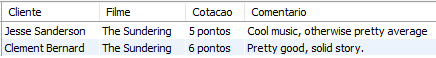 Cliente Filme Cotacao Comentario
Jesse Sanderson The Sundering 5 pontos Cool music, otherwise pretty average
Clement Bernard The Sundering 6 pontos Pretty good, solid story.